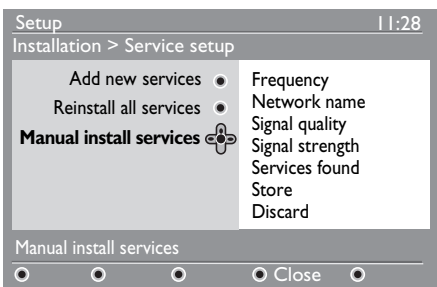 Setup 11:28
Installation > Service setup
Add new services
Reinstall all services
Manual install services
Frequency
Network name
Signal quality
Signal strength
Services found
Store
Discard
Manual install services
Close